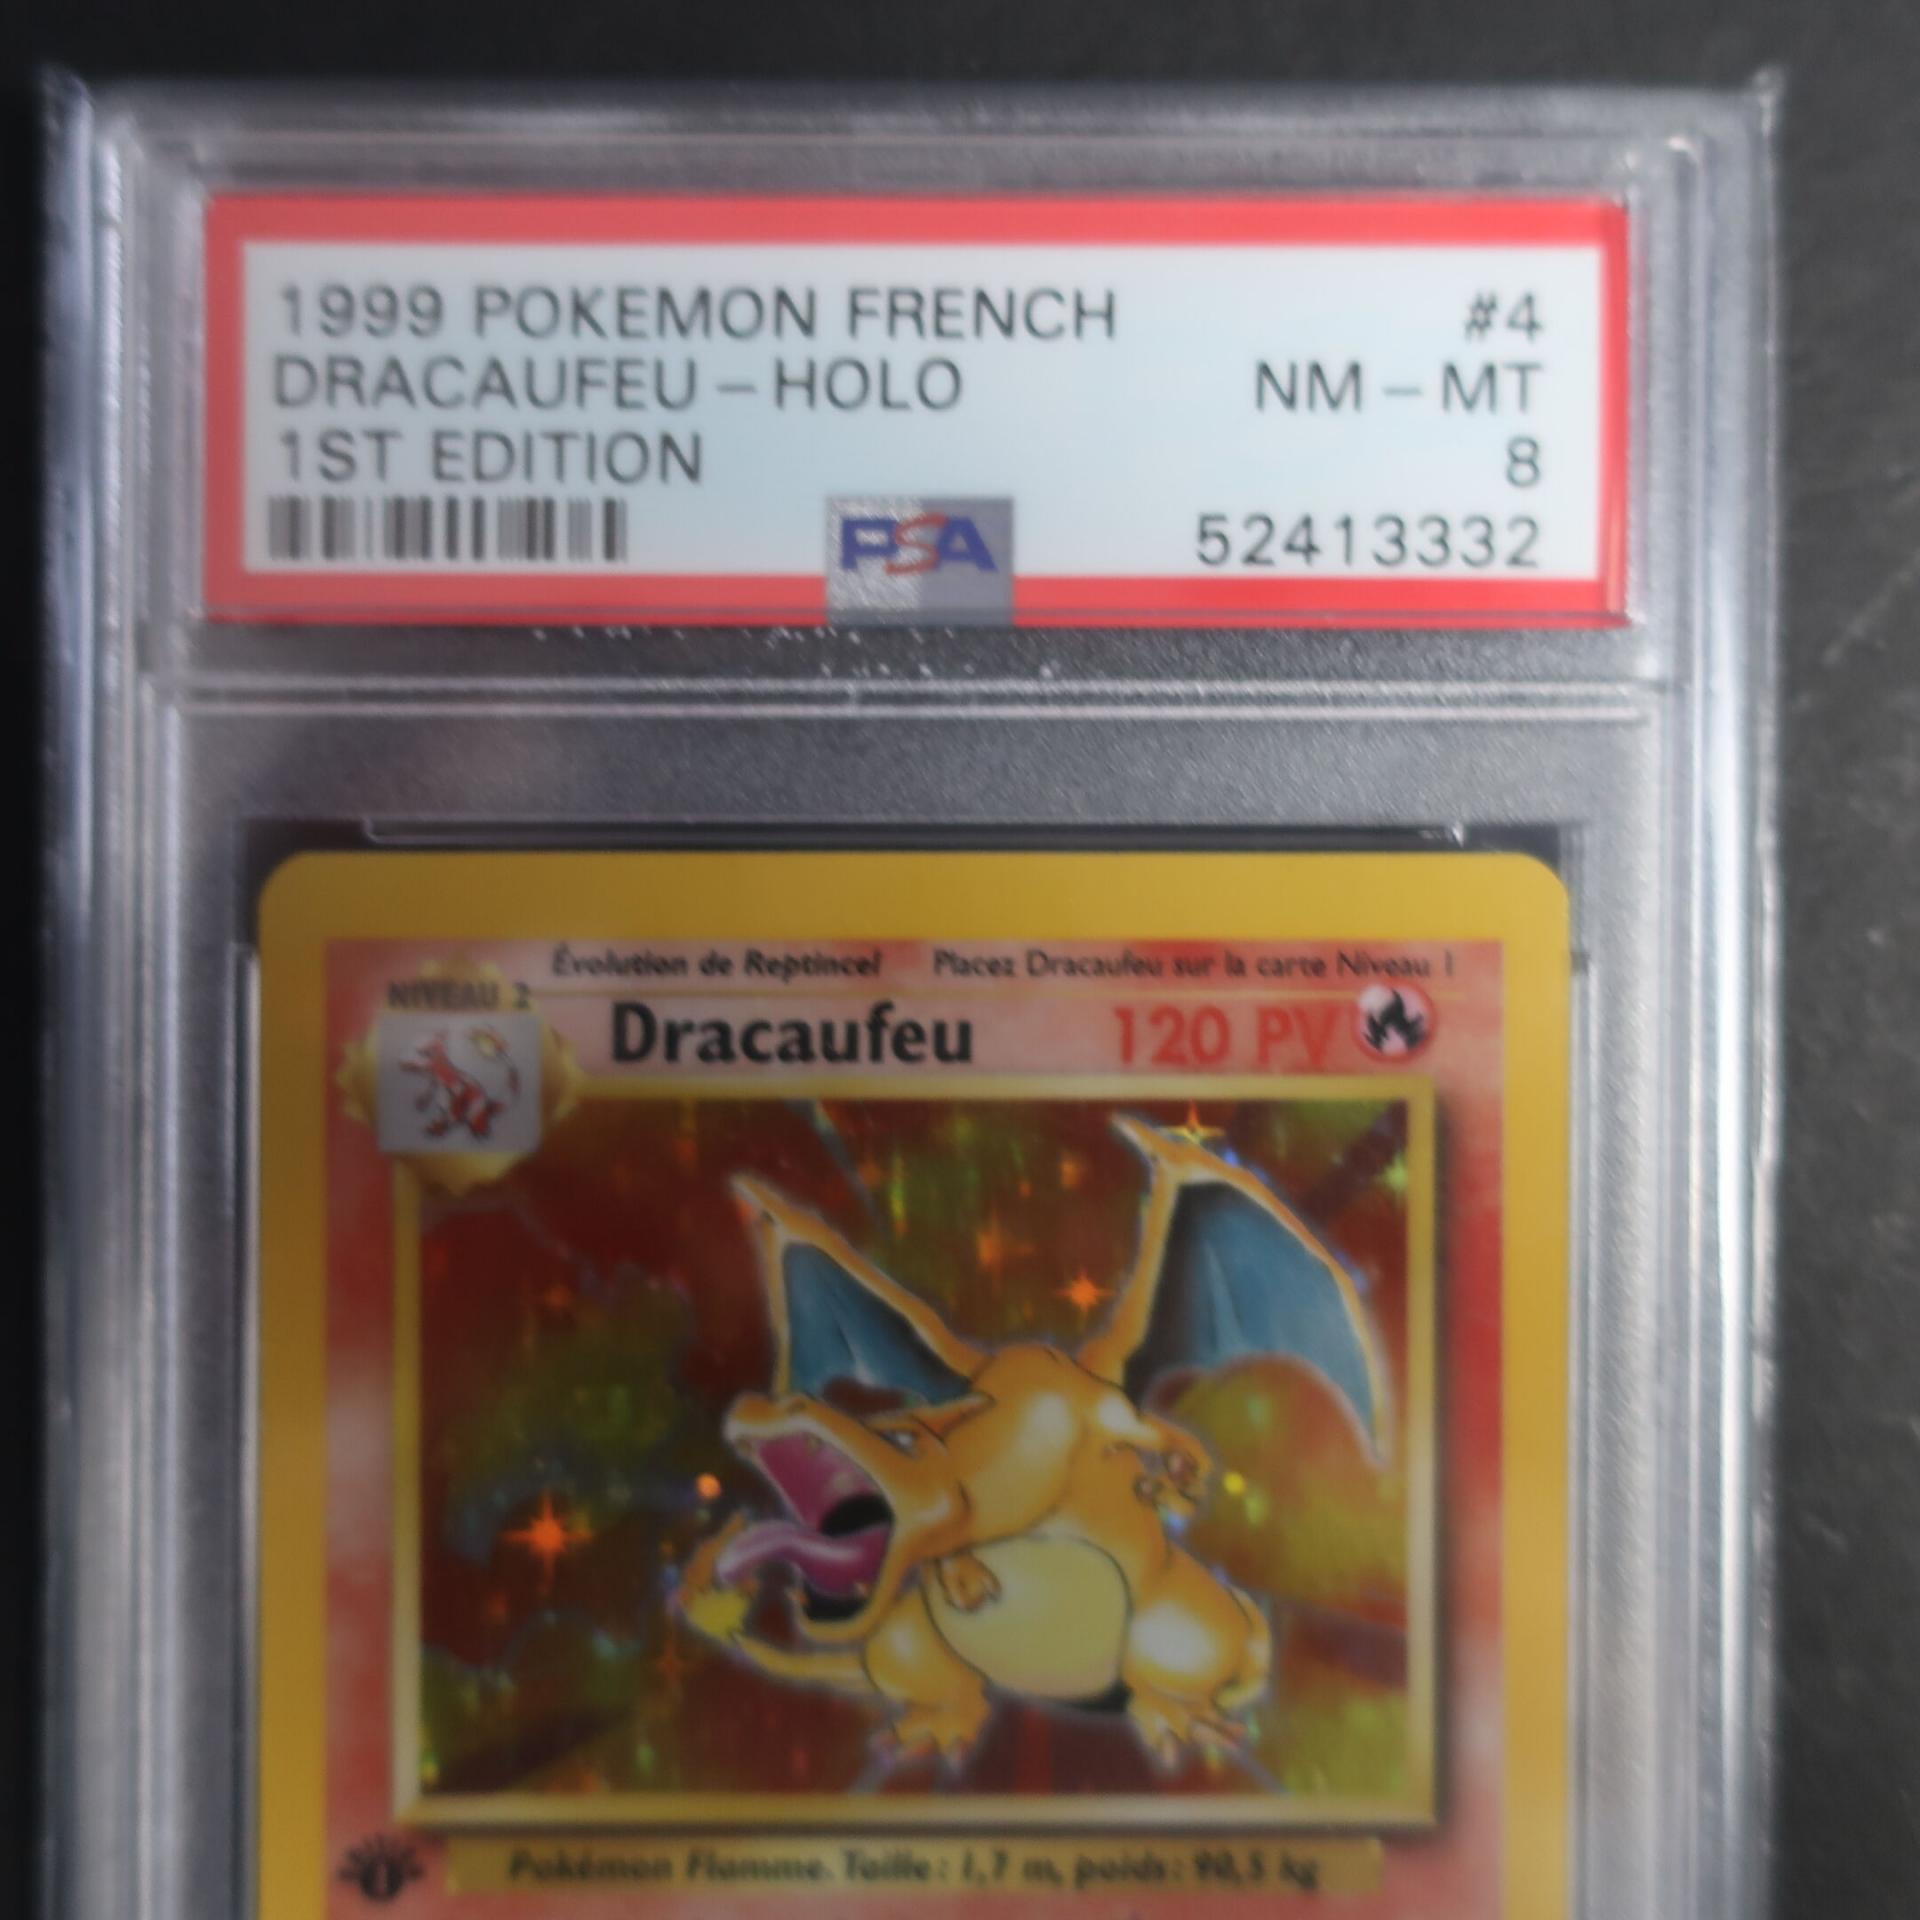 1999 POKEMON FRENCH #4
DRACAUFEU - HOLO NM - MT
1ST EDITION 8
PSA 52413332
Évolution de Reptincel Placez Dracaufeu sur la carte Niveau 1
NIVEAU 2
Dracaufeu 120 PV
1
Pokémon Flamme. Taille: 1,7 m, poids: 90,5 kg